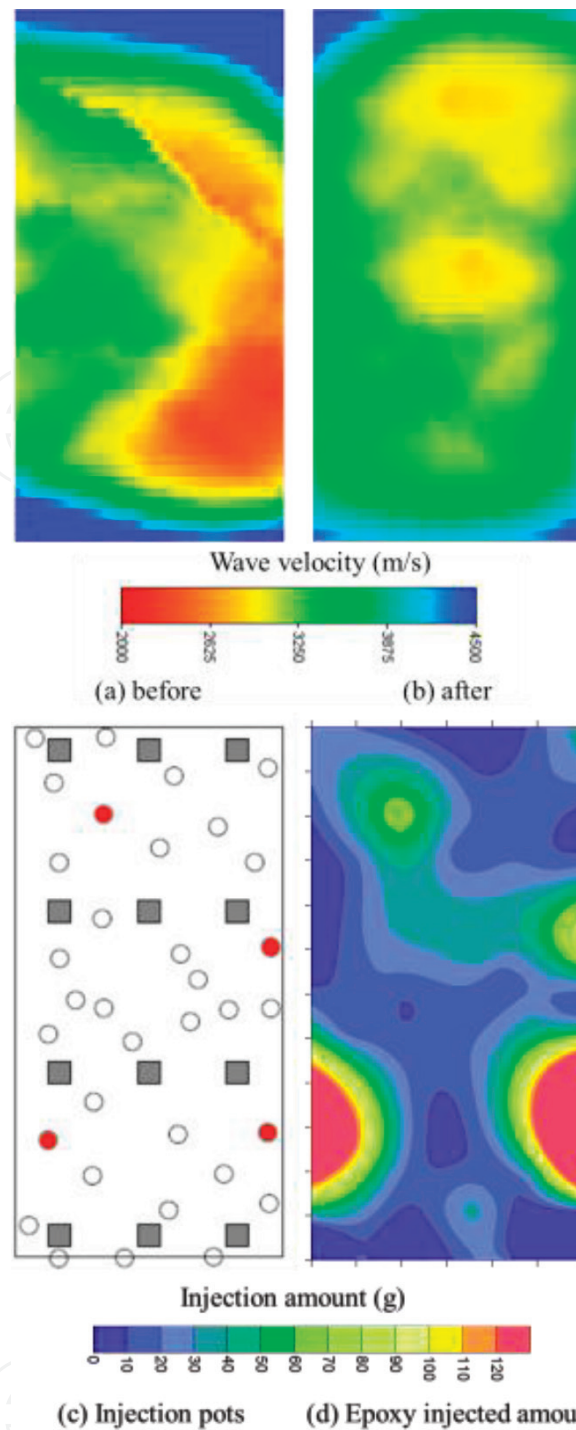 Wave velocity (m/s)
2000 2625 3250 3875 4500
(a) before (b) after
Injection amount (g)
0 10 20 30 40 50 60 70 80 90 100 110 120
(c) Injection pots (d) Epoxy injected amou